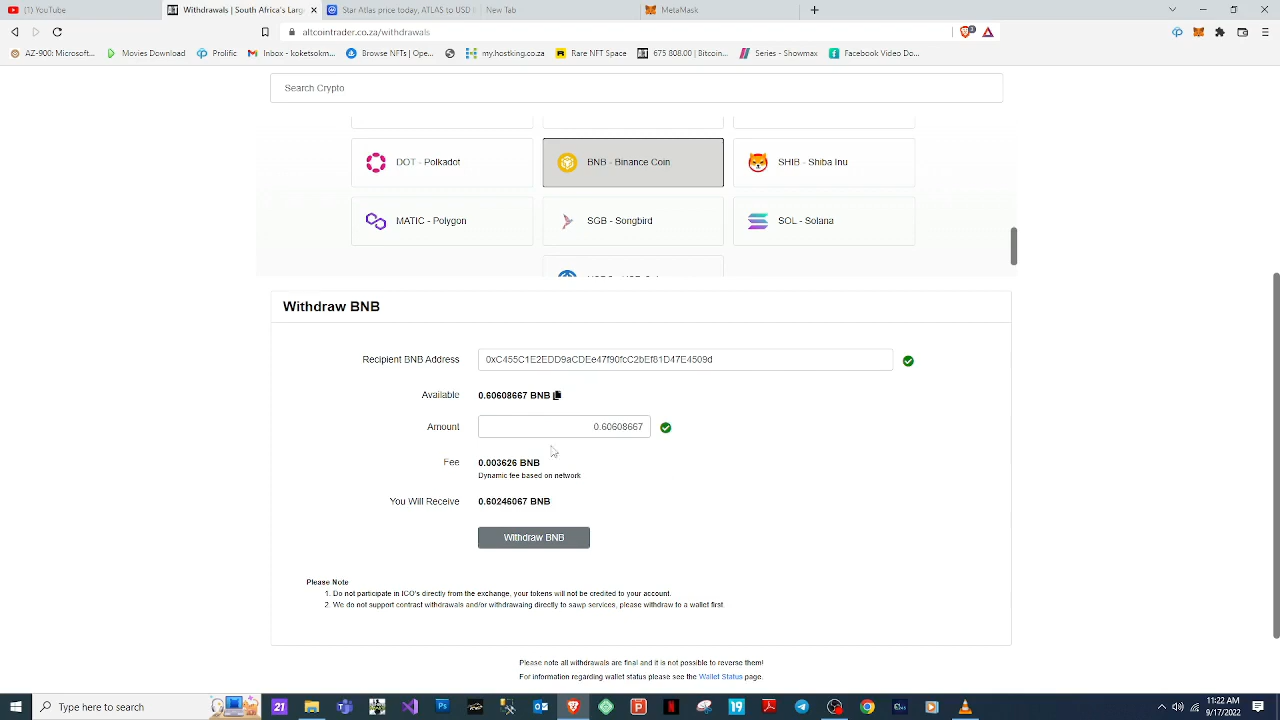 (1) YouTube
Withdrawals | South Africa's Larg
Star Atlas price today, ATLAS to USD
New Tab
MetaMask
altcointrader.co.za/withdrawals
AZ-900: Microsoft...
Movies Download
Prolific
Inbox - koketsokm...
Browse NFTs | Ope...
my.hostking.co.za
Rare NFT Space
675 808.00 | Bitcoin...
Series - Showmax
Facebook Video Do...
Search Crypto
DOT - Polkadot
BNB - Binance Coin
SHIB - Shiba Inu
MATIC - Polygon
SGB - Songbird
SOL - Solana
Withdraw BNB
Recipient BNB Address
0xC455C1E2EDD9aCDEe47f90fcC2bEf81D47E4509d
Available
0.60608667 BNB
Amount
0.60608667
Fee
0.003626 BNB
Dynamic fee based on network
You Will Receive
0.60246067 BNB
Withdraw BNB
Please Note
1. Do not participate in ICO's directly from the exchange, your tokens will not be credited to your account.
2. We do not support contract withdrawals and/or withdrawaing directly to sawp services, please withdraw to a wallet first.
Please note all withdrawals are final and it is not possible to reverse them!
For information regarding wallet status please see the Wallet Status page.
Type here to search
11:22 AM
9/17/2022